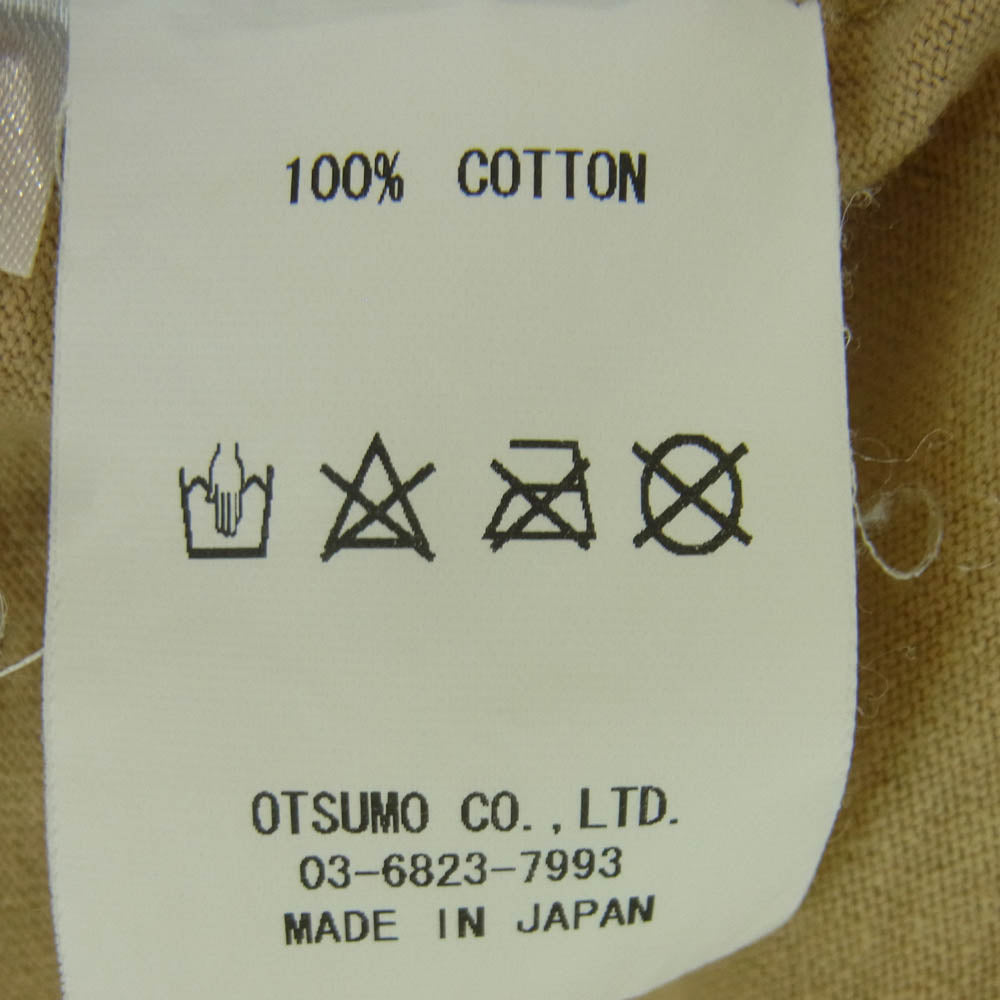 100% COTTON
OTSUMO CO.,LTD.
03-6823-7993
MADE IN JAPAN